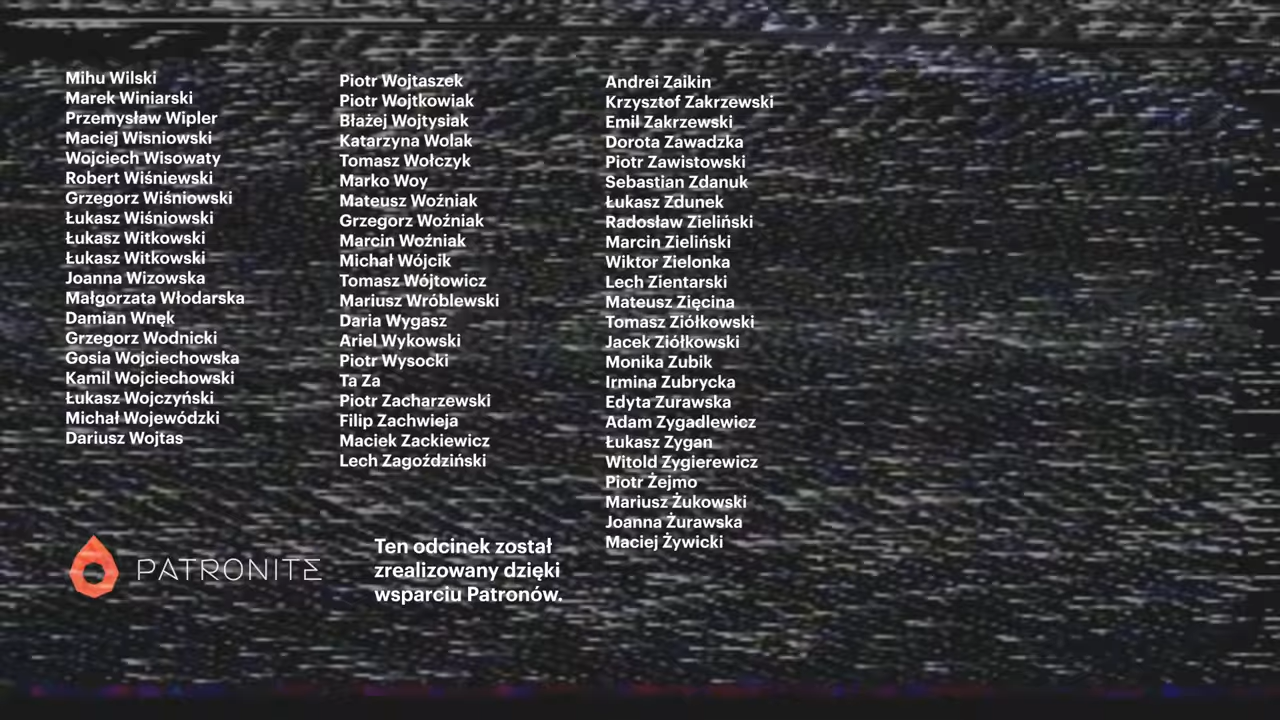 Mihu Wilski
Marek Winiarski
Przemysław Wipler
Maciej Wisniowski
Wojciech Wisowaty
Robert Wiśniewski
Grzegorz Wiśniowski
Łukasz Wiśniowski
Łukasz Witkowski
Łukasz Witkowski
Joanna Wizowska
Małgorzata Włodarska
Damian Wnęk
Grzegorz Wodnicki
Gosia Wojciechowska
Kamil Wojciechowski
Łukasz Wojczyński
Michał Wojewódzki
Dariusz Wojtas
Piotr Wojtaszek
Piotr Wojtkowiak
Błażej Wojtysiak
Katarzyna Wolak
Tomasz Wołczyk
Marko Woy
Mateusz Woźniak
Grzegorz Woźniak
Marcin Woźniak
Michał Wójcik
Tomasz Wójtowicz
Mariusz Wróblewski
Daria Wygasz
Ariel Wykowski
Piotr Wysocki
Ta Za
Piotr Zacharzewski
Filip Zachwieja
Maciek Zackiewicz
Lech Zagoździński
Andrei Zaikin
Krzysztof Zakrzewski
Emil Zakrzewski
Dorota Zawadzka
Piotr Zawistowski
Sebastian Zdanuk
Łukasz Zdunek
Radosław Zieliński
Marcin Zieliński
Wiktor Zielonka
Lech Zientarski
Mateusz Zięcina
Tomasz Ziółkowski
Jacek Ziółkowski
Monika Zubik
Irmina Zubrycka
Edyta Zurawska
Adam Zygadlewicz
Łukasz Zygan
Witold Zygierewicz
Piotr Żejmo
Mariusz Żukowski
Joanna Żurawska
Maciej Żywicki
PATRONITE
Ten odcinek został
zrealizowany dzięki
wsparciu Patronów.